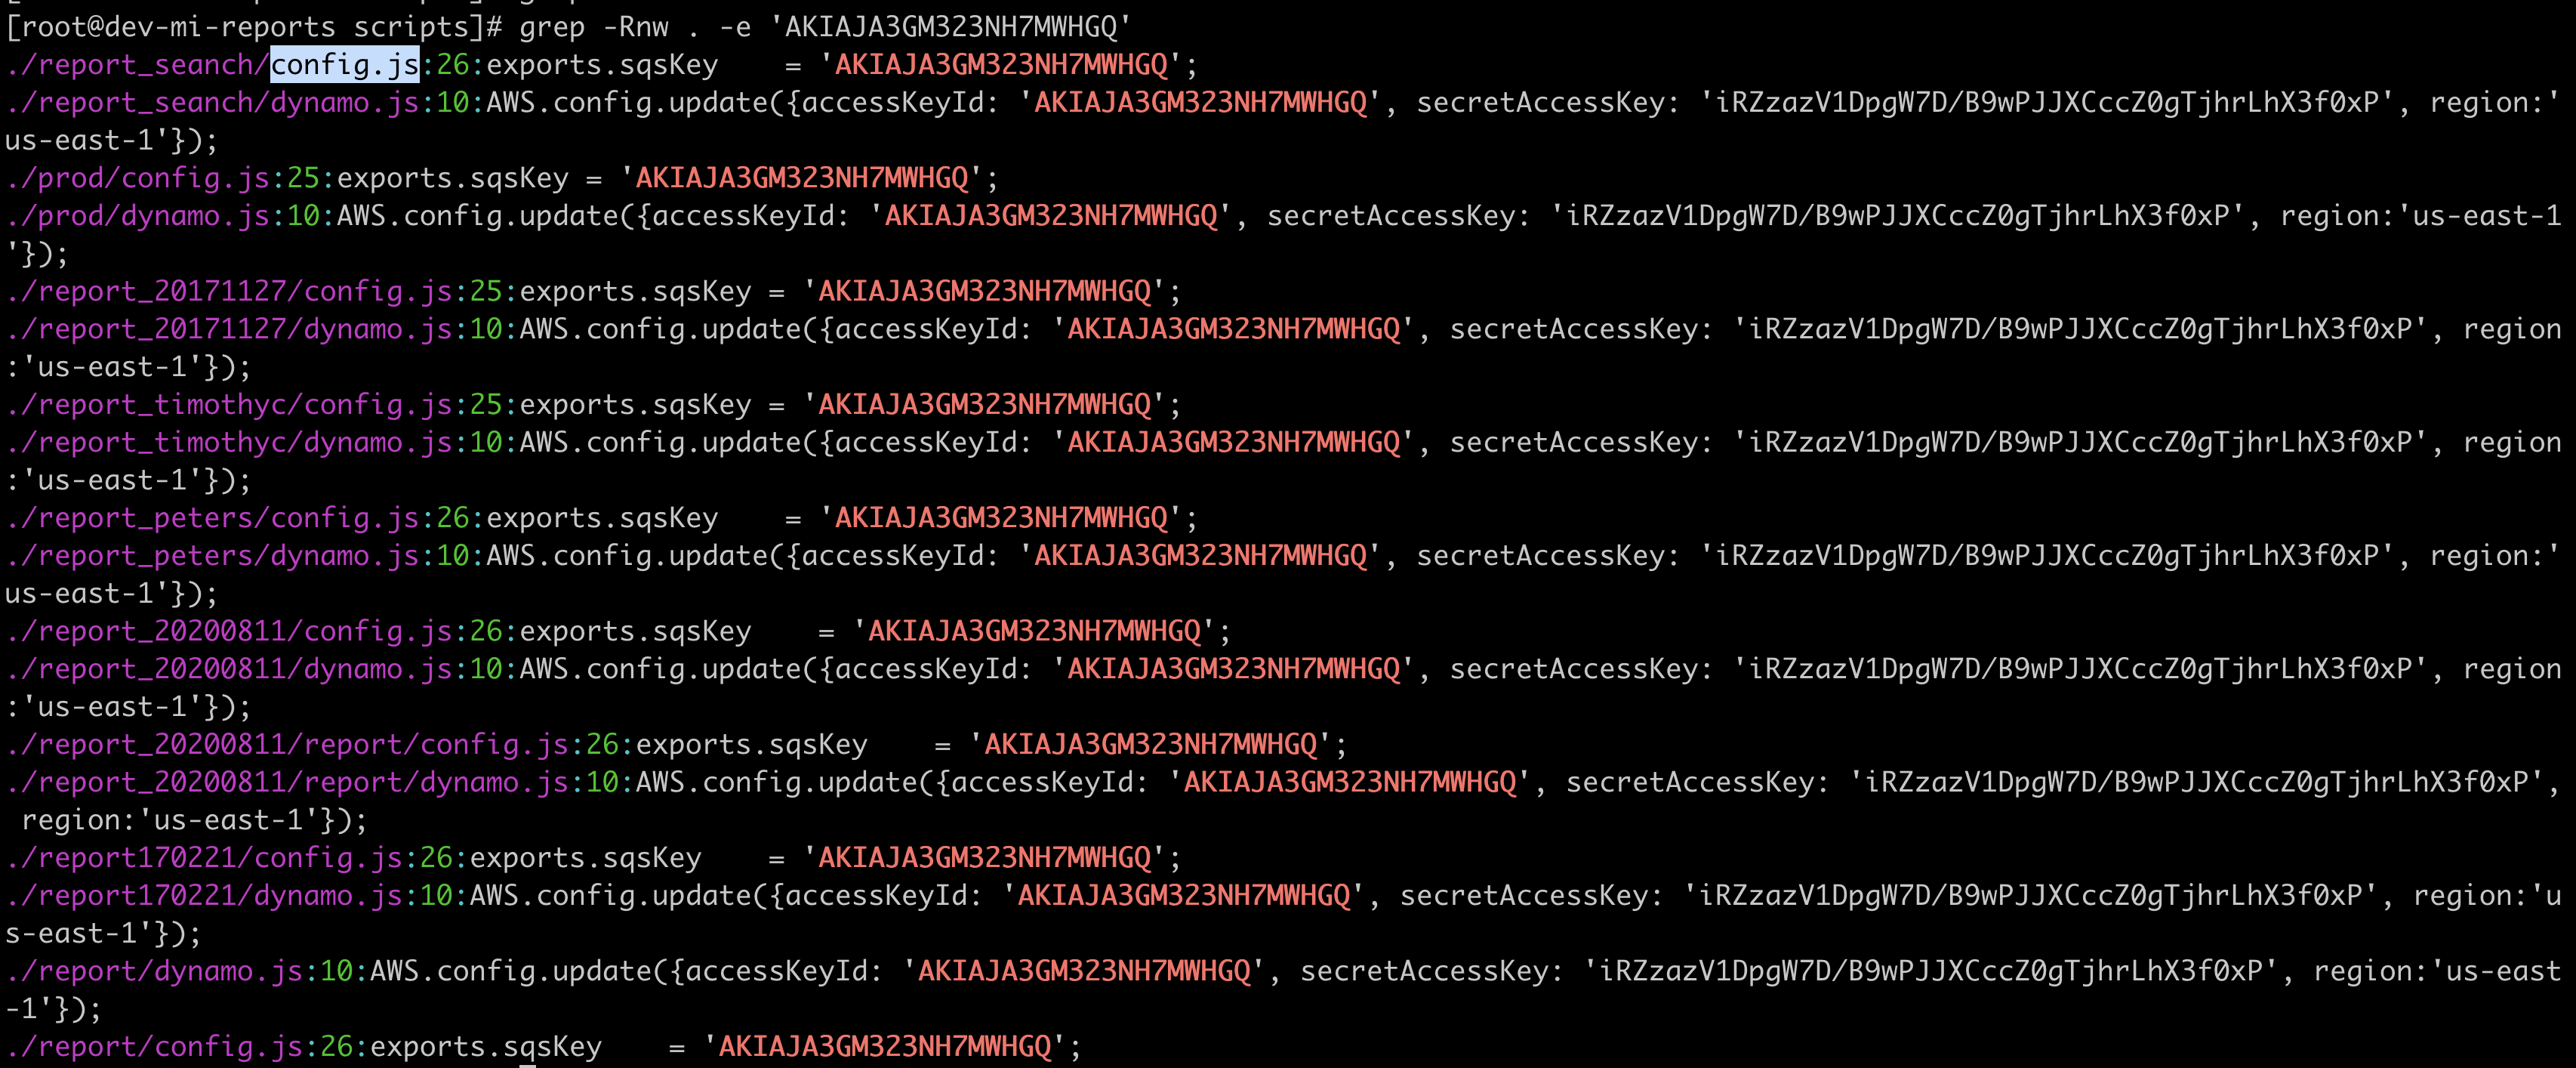 [root@dev-mi-reports scripts]# grep -Rnw . -e 'AKIAJA3GM323NH7MWHGQ'
./report_seanch/config.js:26:exports.sqsKey    = 'AKIAJA3GM323NH7MWHGQ';
./report_seanch/dynamo.js:10:AWS.config.update({accessKeyId: 'AKIAJA3GM323NH7MWHGQ', secretAccessKey: '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', region:'
us-east-1'});
./prod/config.js:25:exports.sqsKey = 'AKIAJA3GM323NH7MWHGQ';
./prod/dynamo.js:10:AWS.config.update({accessKeyId: 'AKIAJA3GM323NH7MWHGQ', secretAccessKey: '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', region:'us-east-1
'});
./report_20171127/config.js:25:exports.sqsKey = 'AKIAJA3GM323NH7MWHGQ';
./report_20171127/dynamo.js:10:AWS.config.update({accessKeyId: 'AKIAJA3GM323NH7MWHGQ', secretAccessKey: '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', region
:'us-east-1'});
./report_timothyc/config.js:25:exports.sqsKey = 'AKIAJA3GM323NH7MWHGQ';
./report_timothyc/dynamo.js:10:AWS.config.update({accessKeyId: 'AKIAJA3GM323NH7MWHGQ', secretAccessKey: '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', region
:'us-east-1'});
./report_peters/config.js:26:exports.sqsKey    = 'AKIAJA3GM323NH7MWHGQ';
./report_peters/dynamo.js:10:AWS.config.update({accessKeyId: 'AKIAJA3GM323NH7MWHGQ', secretAccessKey: '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', region:'
us-east-1'});
./report_20200811/config.js:26:exports.sqsKey    = 'AKIAJA3GM323NH7MWHGQ';
./report_20200811/dynamo.js:10:AWS.config.update({accessKeyId: 'AKIAJA3GM323NH7MWHGQ', secretAccessKey: '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', region
:'us-east-1'});
./report_20200811/report/config.js:26:exports.sqsKey    = 'AKIAJA3GM323NH7MWHGQ';
./report_20200811/report/dynamo.js:10:AWS.config.update({accessKeyId: 'AKIAJA3GM323NH7MWHGQ', secretAccessKey: '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',
 region:'us-east-1'});
./report170221/config.js:26:exports.sqsKey    = 'AKIAJA3GM323NH7MWHGQ';
./report170221/dynamo.js:10:AWS.config.update({accessKeyId: 'AKIAJA3GM323NH7MWHGQ', secretAccessKey: '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', region:'u
s-east-1'});
./report/dynamo.js:10:AWS.config.update({accessKeyId: 'AKIAJA3GM323NH7MWHGQ', secretAccessKey: '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', region:'us-east
-1'});
./report/config.js:26:exports.sqsKey    = 'AKIAJA3GM323NH7MWHGQ';